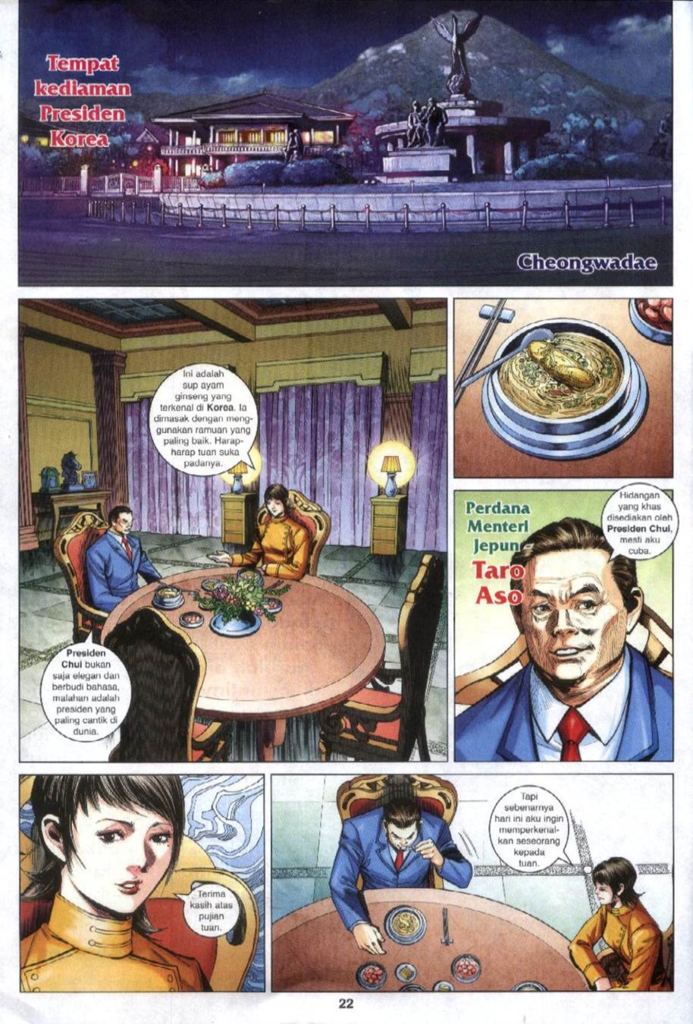 Tempat
kediaman
Presiden
Korea
Cheongwadae
Ini adalah
sup ayam
ginseng yang
terkenal di Korea. Ia
dimasak dengan meng-
gunakan ramuan yang
paling baik. Harap-
harap tuan suka
padanya.
Presiden
Chui bukan
saja elegan dan
berbudi bahasa,
malahan adalah
presiden yang
paling cantik di
dunia.
Perdana
Menteri
Jepun-
Taro
Aso
Hidangan
yang khas
disediakan oleh
Presiden Chui,
mesti aku
cuba.
Terima
kasih atas
pujian
tuan.
Tapi
sebenarnya
hari ini aku ingin
memperkenal-
kan seseorang
kepada
tuan.
22